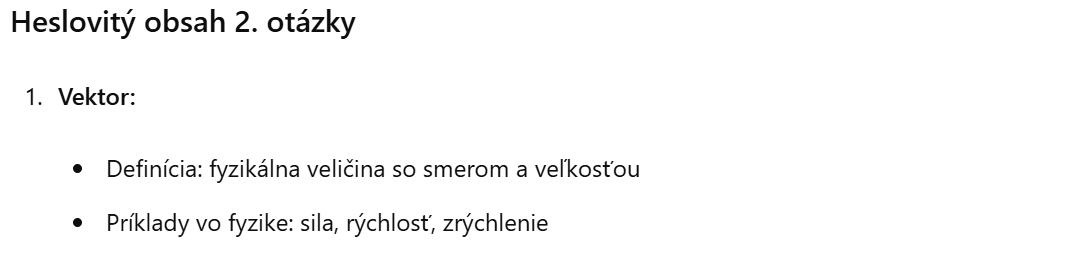 Heslovitý obsah 2. otázky
1. Vektor:
• Definícia: fyzikálna veličina so smerom a veľkosťou
• Príklady vo fyzike: sila, rýchlosť, zrýchlenie